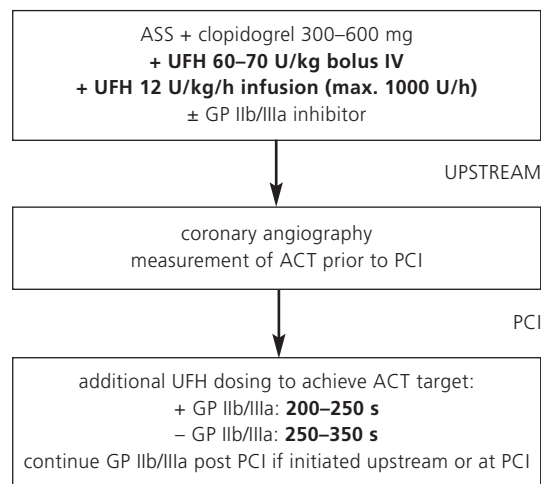 ASS + clopidogrel 300–600 mg
+ UFH 60–70 U/kg bolus IV
+ UFH 12 U/kg/h infusion (max. 1000 U/h)
± GP IIb/IIIa inhibitor
UPSTREAM
coronary angiography
measurement of ACT prior to PCI
PCI
additional UFH dosing to achieve ACT target:
+ GP IIb/IIIa: 200–250 s
– GP IIb/IIIa: 250–350 s
continue GP IIb/IIIa post PCI if initiated upstream or at PCI